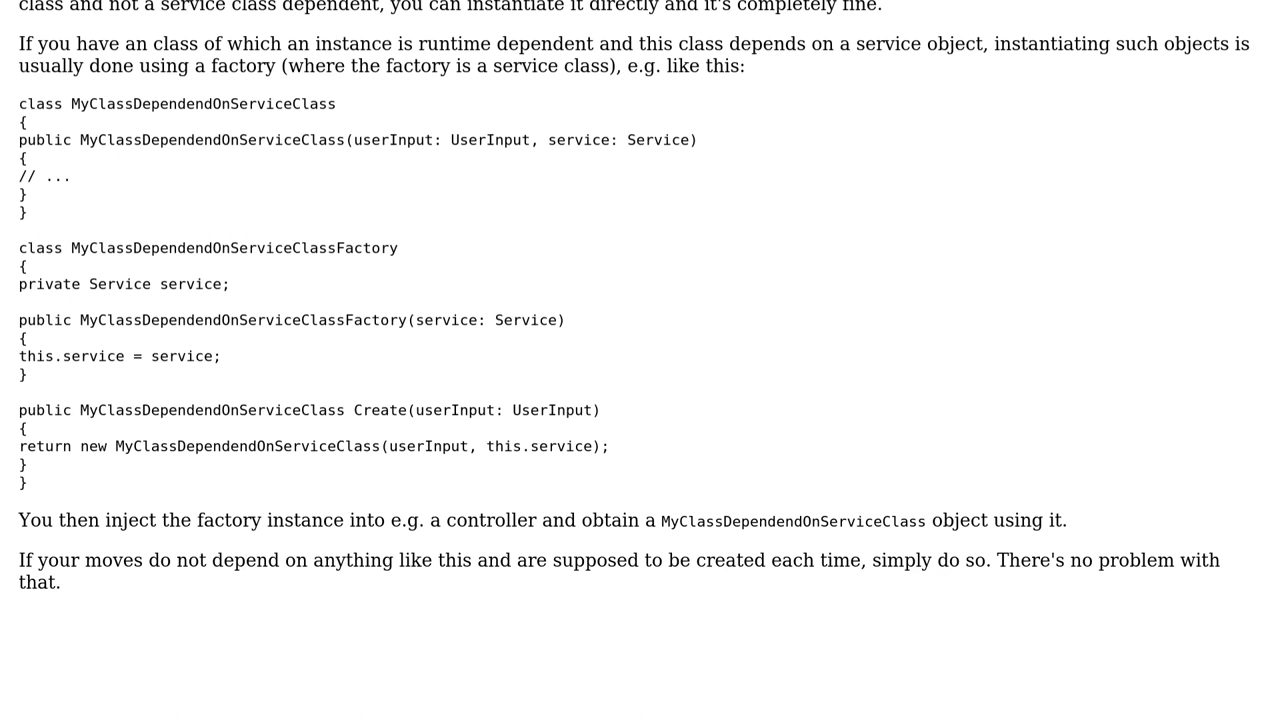 class and not a service class dependent, you can instantiate it directly and it's completely fine.
If you have an class of which an instance is runtime dependent and this class depends on a service object, instantiating such objects is
usually done using a factory (where the factory is a service class), e.g. like this:
class MyClassDependendOnServiceClass
{
public MyClassDependendOnServiceClass(userInput: UserInput, service: Service)
{
// ...
}
}
class MyClassDependendOnServiceClassFactory
{
private Service service;
public MyClassDependendOnServiceClassFactory(service: Service)
{
this.service = service;
}
public MyClassDependendOnServiceClass Create(userInput: UserInput)
{
return new MyClassDependendOnServiceClass(userInput, this.service);
}
}
You then inject the factory instance into e.g. a controller and obtain a MyClassDependendOnServiceClass object using it.
If your moves do not depend on anything like this and are supposed to be created each time, simply do so. There's no problem with
that.